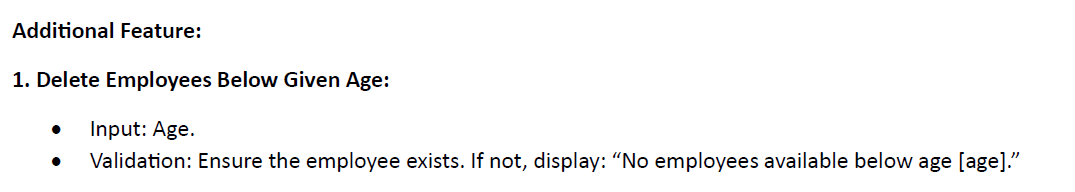 Additional Feature:
1. Delete Employees Below Given Age:
• Input: Age.
• Validation: Ensure the employee exists. If not, display: “No employees available below age [age].”